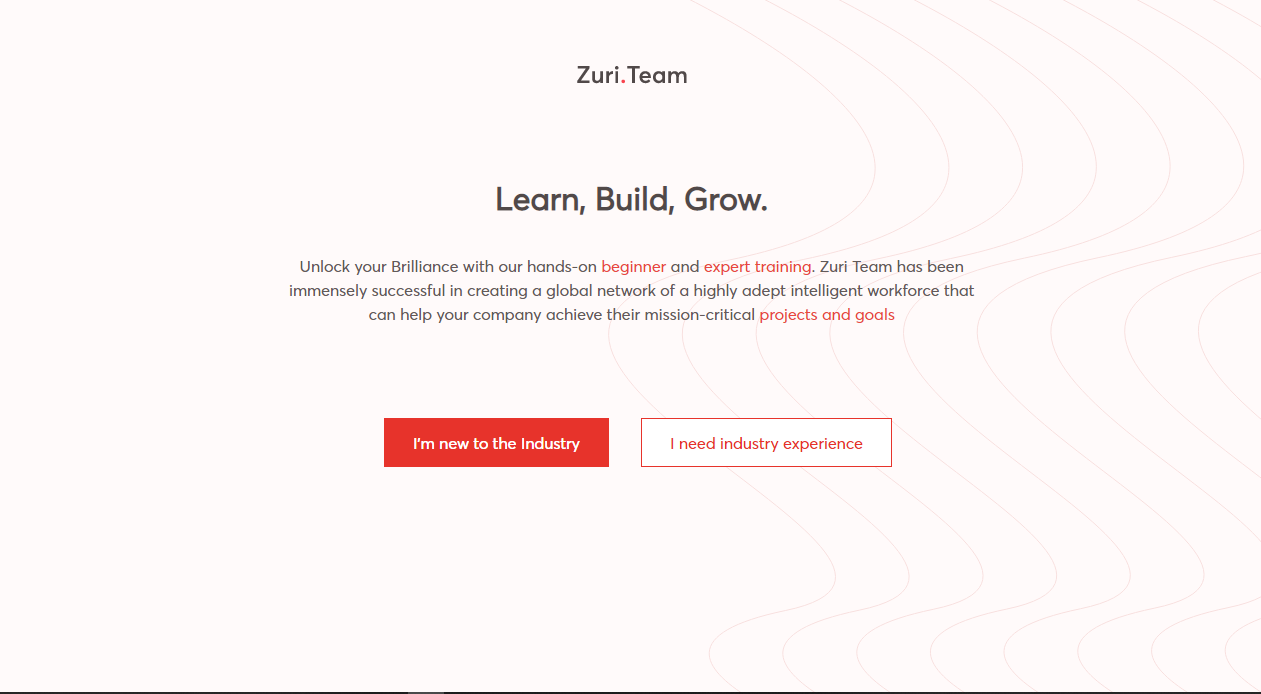 Zuri.Team
Learn, Build, Grow.
Unlock your Brilliance with our hands-on beginner and expert training. Zuri Team has been
immensely successful in creating a global network of a highly adept intelligent workforce that
can help your company achieve their mission-critical projects and goals
I'm new to the Industry
I need industry experience